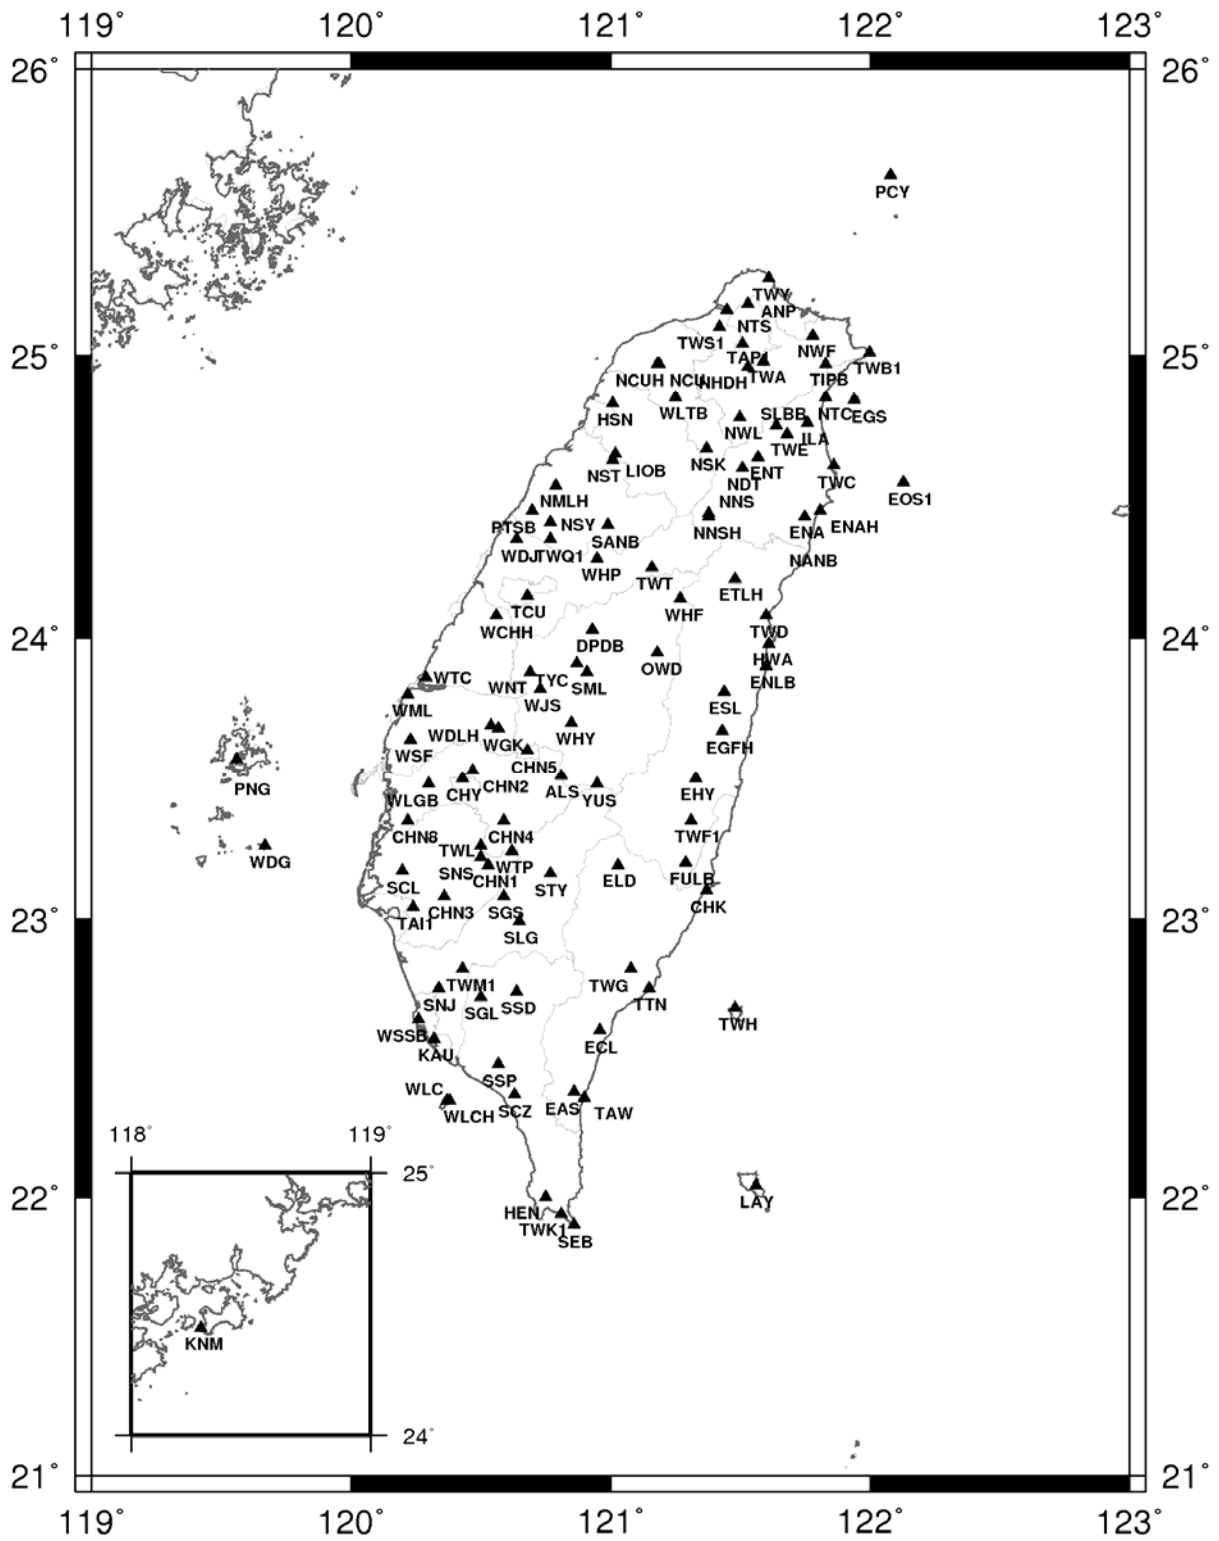 119° 120° 121° 122° 123°
26° 26°
PCY
TWY
ANP
NTS
TWS1
NWF
25° TAP1 25°
TWB1
NCUH NCU NHDH TWA TIPB
WLTB SLBB NTC EGS
HSN
NWL ILA
TWE
NST LIOB NSK ENT
NDT TWC
NMLH NNS EOS1
PTSB NSY NNSH ENA ENAH
SANB
WDJ TWQ1 NANB
WHP
TWT ETLH
TCU WHF
WCHH TWD
24° DPDB 24°
HWA
OWD
WTC WNT TYC SML ENLB
WJS
WML ESL
WDLH WGK WHY
WSF EGFH
CHN5
PNG CHN2 ALS
WLGB CHY YUS EHY
CHN8 CHN4 TWF1
TWL
WDG WTP
SNS FULB
SCL CHN1 STY ELD
CHN3 SGS CHK
23° TAI1 23°
SLG
TWM1 TWG
SNJ SGL SSD TTN
TWH
WSSB
KAU ECL
SSP
WLC
WLCH SCZ EAS TAW
118° 119°
25°
22° LAY 22°
HEN
TWK1
SEB
KNM
24°
21° 21°
119° 120° 121° 122° 123°